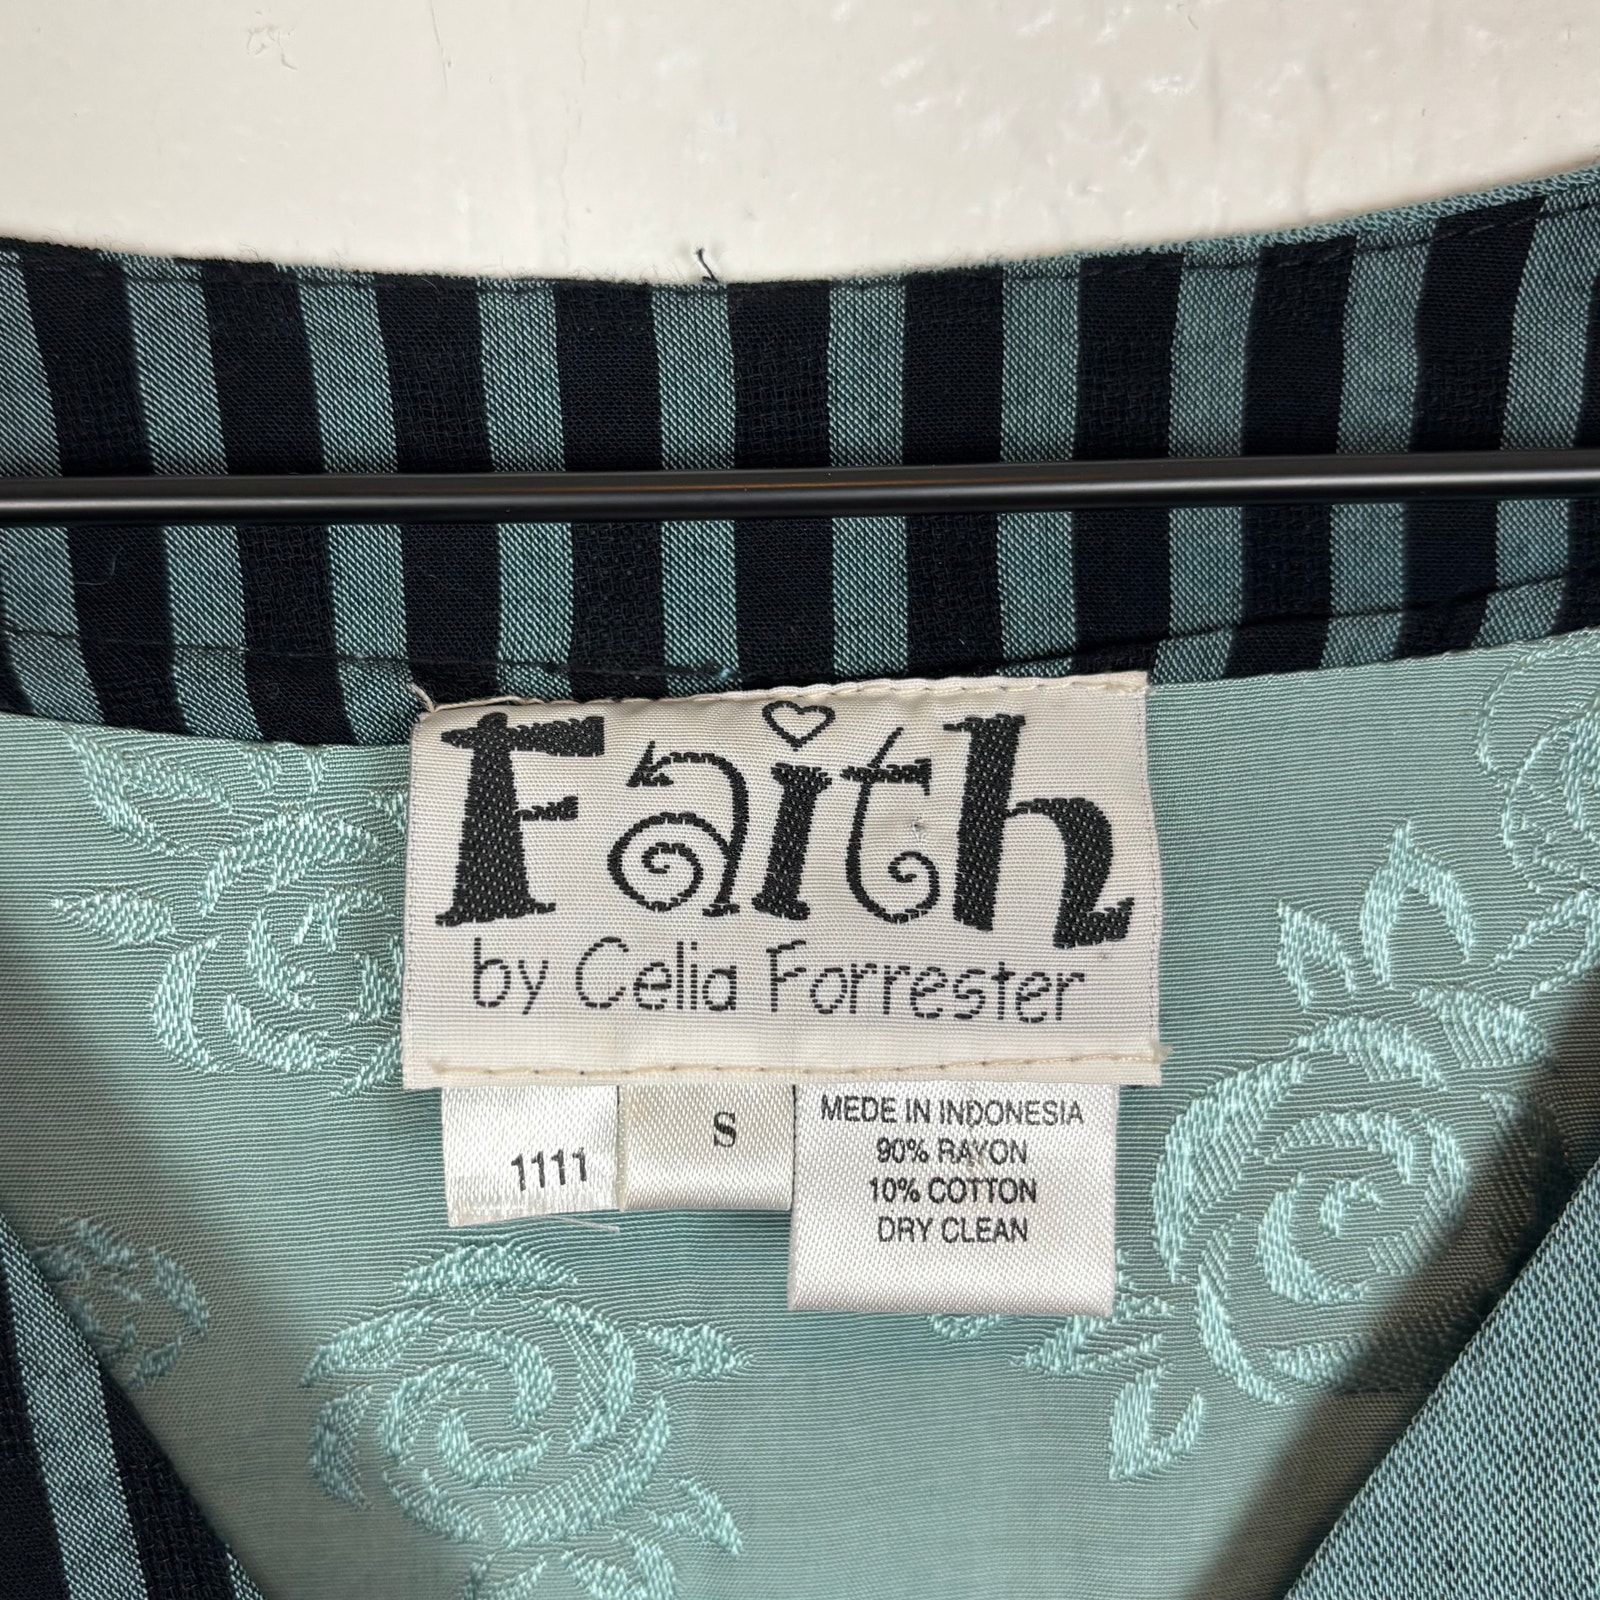 Faith
by Celia Forrester
1111
S
MEDE IN INDONESIA
90% RAYON
10% COTTON
DRY CLEAN